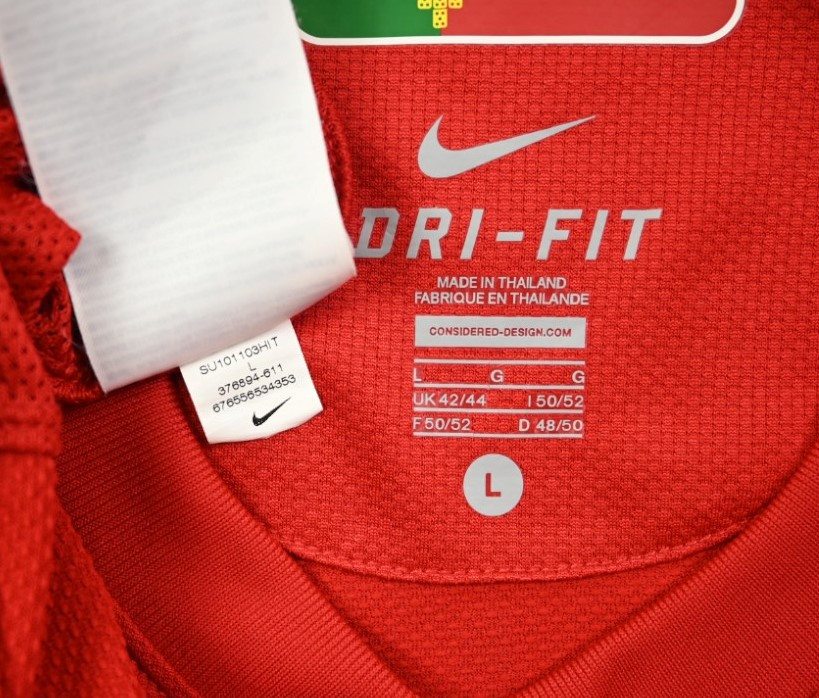 DRI-FIT
MADE IN THAILAND
FABRIQUE EN THAILANDE
CONSIDERED-DESIGN.COM
L G G
UK 42/44 I 50/52
F 50/52 D 48/50
L
SU101103HIT
L
376894-611
676556534353